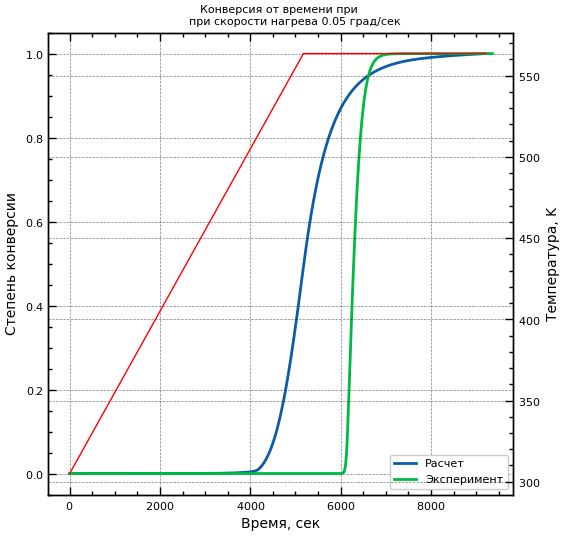 Конверсия от времени при
при скорости нагрева 0.05 град/сек
Степень конверсии
1.0
0.8
0.6
0.4
0.2
0.0
550
500
450
400
350
300
Температура, К
Расчет
Эксперимент
0 2000 4000 6000 8000
Время, сек